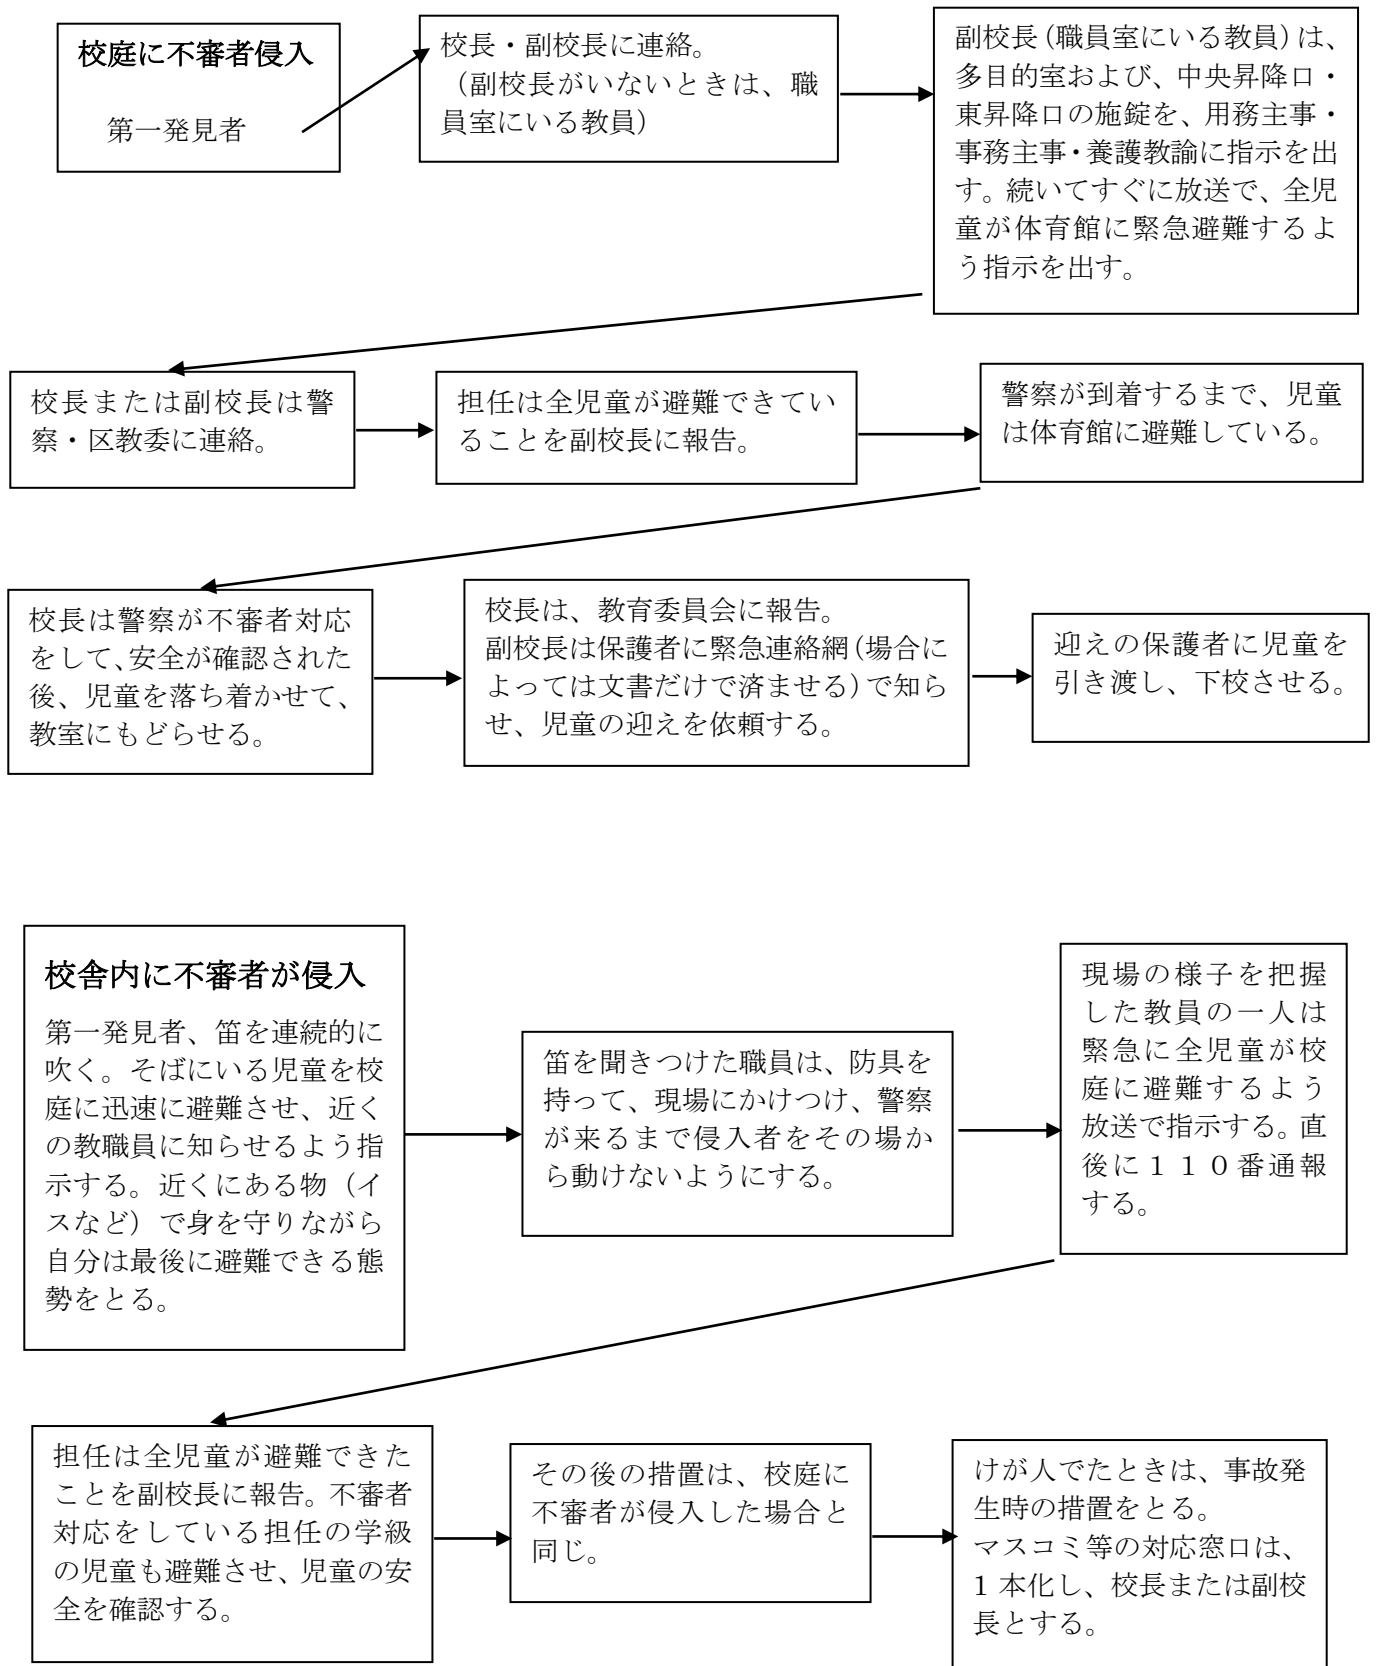 校庭に不審者侵入
第一発見者
校長・副校長に連絡。
（副校長がいないときは、職
員室にいる教員）
副校長(職員室にいる教員)は、
多目的室および、中央昇降口・
東昇降口の施錠を、用務主事・
事務主事・養護教諭に指示を出
す。続いてすぐに放送で、全児
童が体育館に緊急避難するよ
う指示を出す。
校長または副校長は警
察・区教委に連絡。
担任は全児童が避難できてい
ることを副校長に報告。
警察が到着するまで、児童
は体育館に避難している。
校長は警察が不審者対応
をして、安全が確認された
後、児童を落ち着かせて、
教室にもどらせる。
校長は、教育委員会に報告。
副校長は保護者に緊急連絡網(場合に
よっては文書だけで済ませる)で知ら
せ、児童の迎えを依頼する。
迎えの保護者に児童を
引き渡し、下校させる。
校舎内に不審者が侵入
第一発見者、笛を連続的に
吹く。そばにいる児童を校
庭に迅速に避難させ、近く
の教職員に知らせるよう指
示する。近くにある物（イ
スなど）で身を守りながら
自分は最後に避難できる態
勢をとる。
笛を聞きつけた職員は、防具を
持って、現場にかけつけ、警察
が来るまで侵入者をその場か
ら動けないようにする。
現場の様子を把握
した教員の一人は
緊急に全児童が校
庭に避難するよう
放送で指示する。直
後に１１０番通報
する。
担任は全児童が避難できた
ことを副校長に報告。不審者
対応をしている担任の学級
の児童も避難させ、児童の安
全を確認する。
その後の措置は、校庭に
不審者が侵入した場合と
同じ。
けが人でたときは、事故発
生時の措置をとる。
マスコミ等の対応窓口は、
1 本化し、校長または副校
長とする。